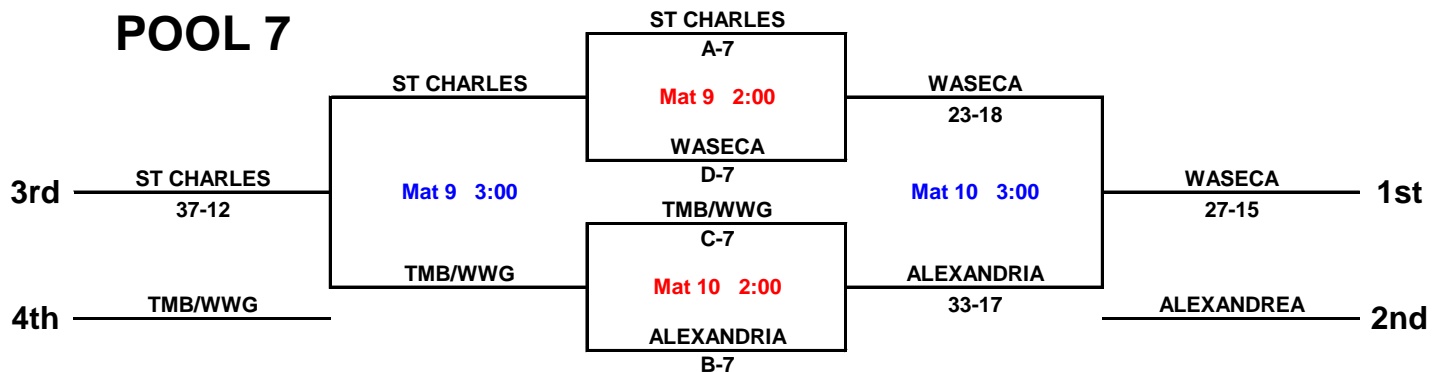 POOL 7
ST CHARLES
A-7
ST CHARLES
Mat 9 2:00
WASECA
23-18
WASECA
D-7
3rd
ST CHARLES
37-12
Mat 9 3:00
Mat 10 3:00
WASECA
27-15
1st
TMB/WWG
C-7
TMB/WWG
Mat 10 2:00
ALEXANDRIA
33-17
4th
TMB/WWG
ALEXANDRIA
B-7
ALEXANDREA
2nd